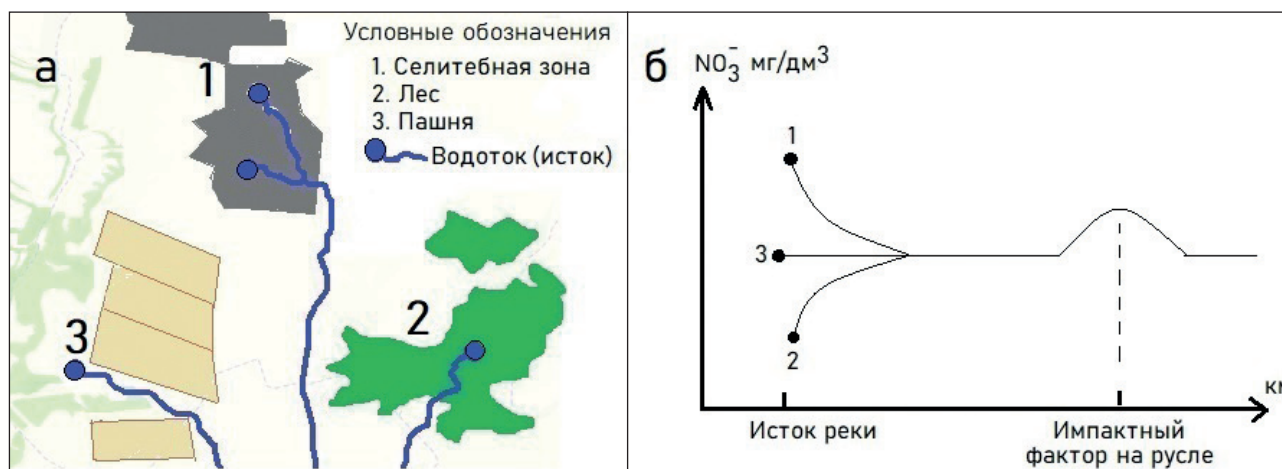 а
Условные обозначения
1
1. Селитебная зона
2. Лес
3. Пашня
Водоток (исток)
2
3
б
NO₃⁻ мг/дм³
1
3
2
км
Исток реки
Импактный
фактор на русле